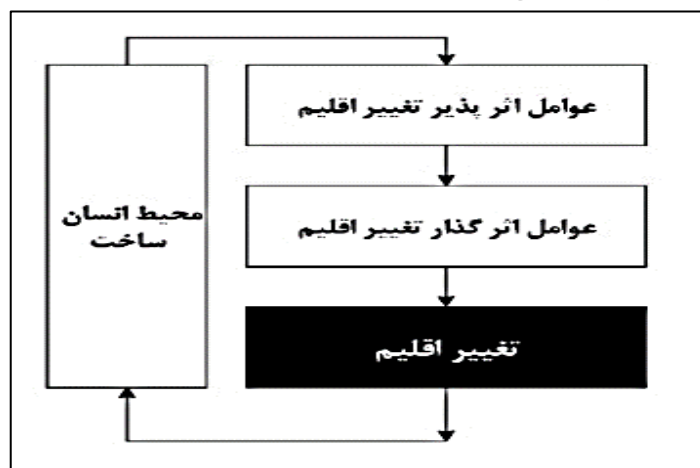 عوامل اثر پذیر تغییر اقلیم
عوامل اثر گذار تغییر اقلیم
تغییر اقلیم
محیط انسان
ساخت